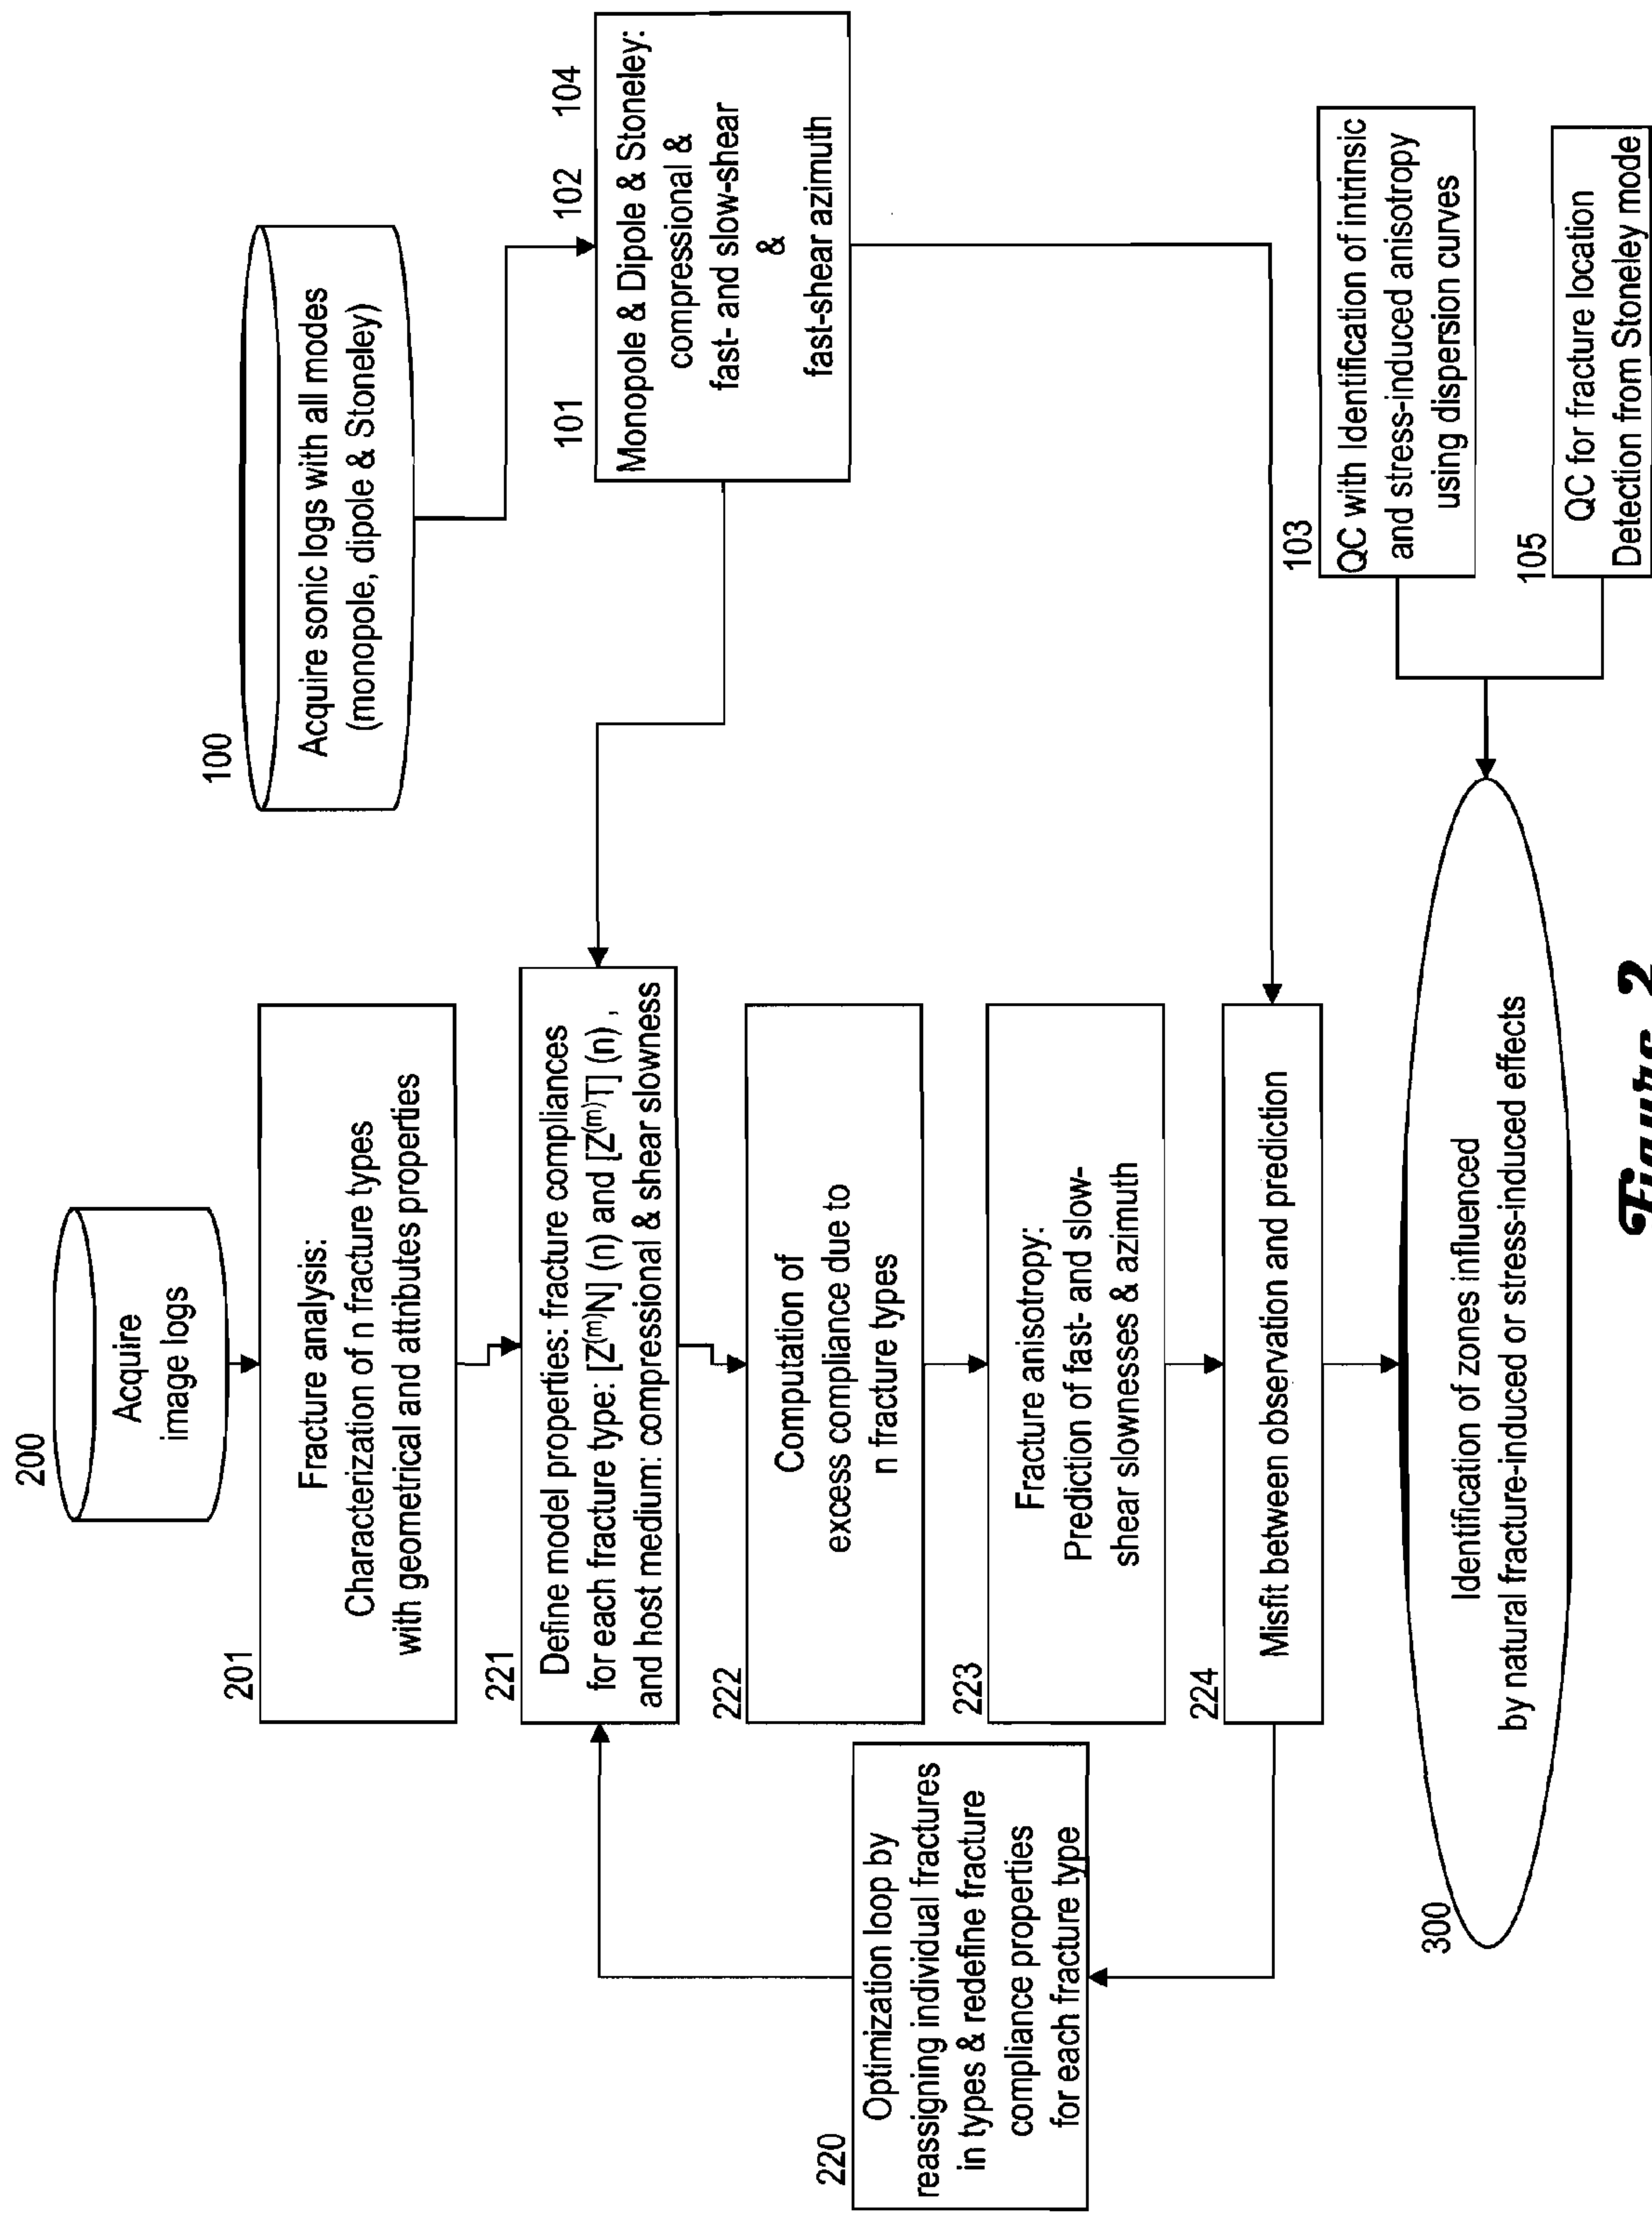 200
Acquire
image logs
201
Fracture analysis:
Characterization of n fracture types
with geometrical and attributes properties
221
Define model properties: fracture compliances
for each fracture type: [Z(m)N] (n) and [Z(m)T] (n) ,
and host medium: compressional & shear slowness
222
Computation of
excess compliance due to
n fracture types
223
Fracture anisotropy:
Prediction of fast- and slow-
shear slownesses & azimuth
224
Misfit between observation and prediction
220
Optimization loop by
reassigning individual fractures
in types & redefine fracture
compliance properties
for each fracture type
300
Identification of zones influenced
by natural fracture-induced or stress-induced effects
100
Acquire sonic logs with all modes
(monopole, dipole & Stoneley)
101 102 104
Monopole & Dipole & Stoneley:
compressional &
fast- and slow-shear
&
fast-shear azimuth
103
QC with Identification of intrinsic
and stress-induced anisotropy
using dispersion curves
105
QC for fracture location
Detection from Stoneley mode
Figure 2